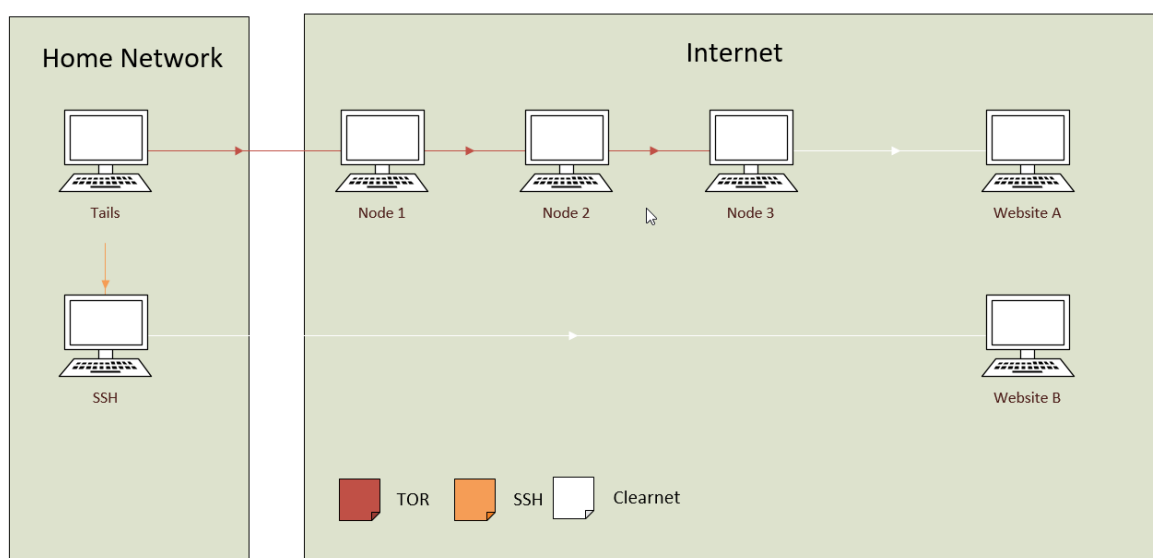 Home Network
Internet
Tails
Node 1
Node 2
Node 3
Website A
SSH
Website B
TOR
SSH
Clearnet